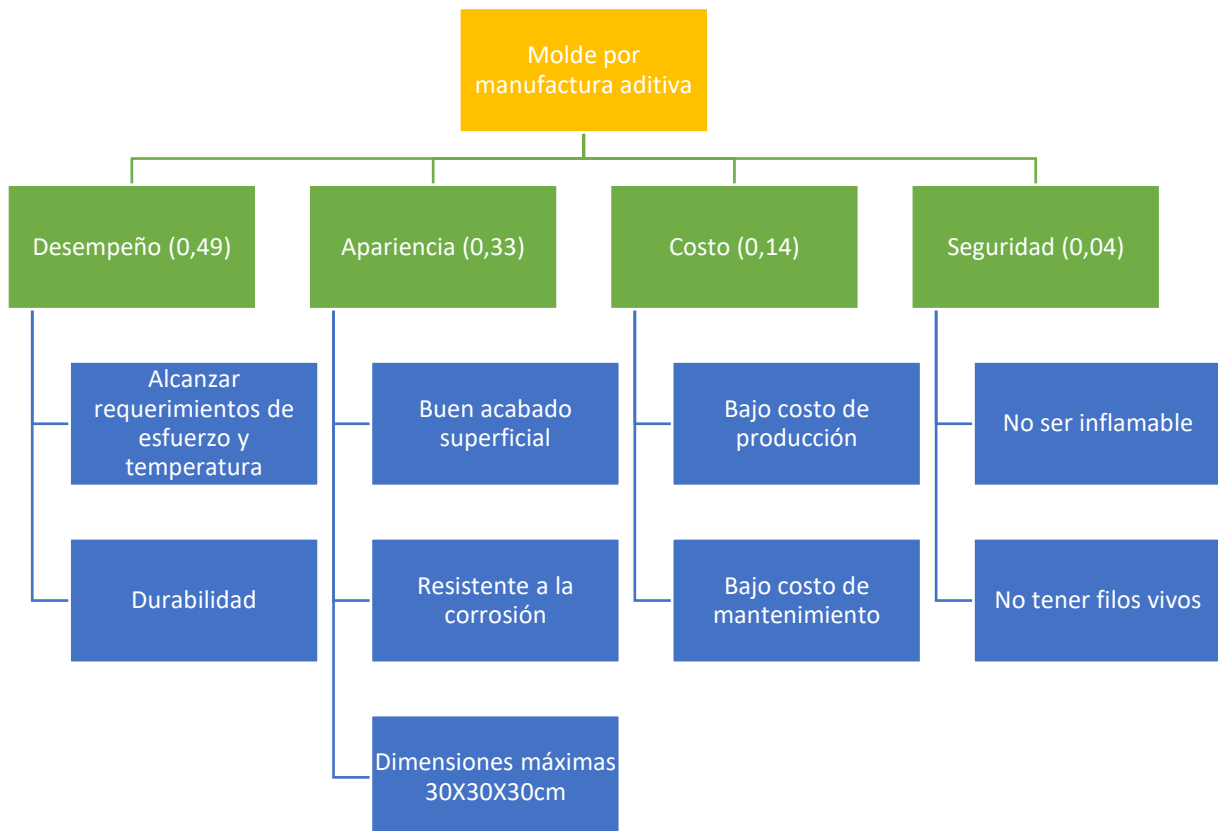 Molde por
manufactura aditiva
Desempeño (0,49)
Apariencia (0,33)
Costo (0,14)
Seguridad (0,04)
Alcanzar
requerimientos de
esfuerzo y
temperatura
Buen acabado
superficial
Bajo costo de
producción
No ser inflamable
Durabilidad
Resistente a la
corrosión
Bajo costo de
mantenimiento
No tener filos vivos
Dimensiones máximas
30X30X30cm